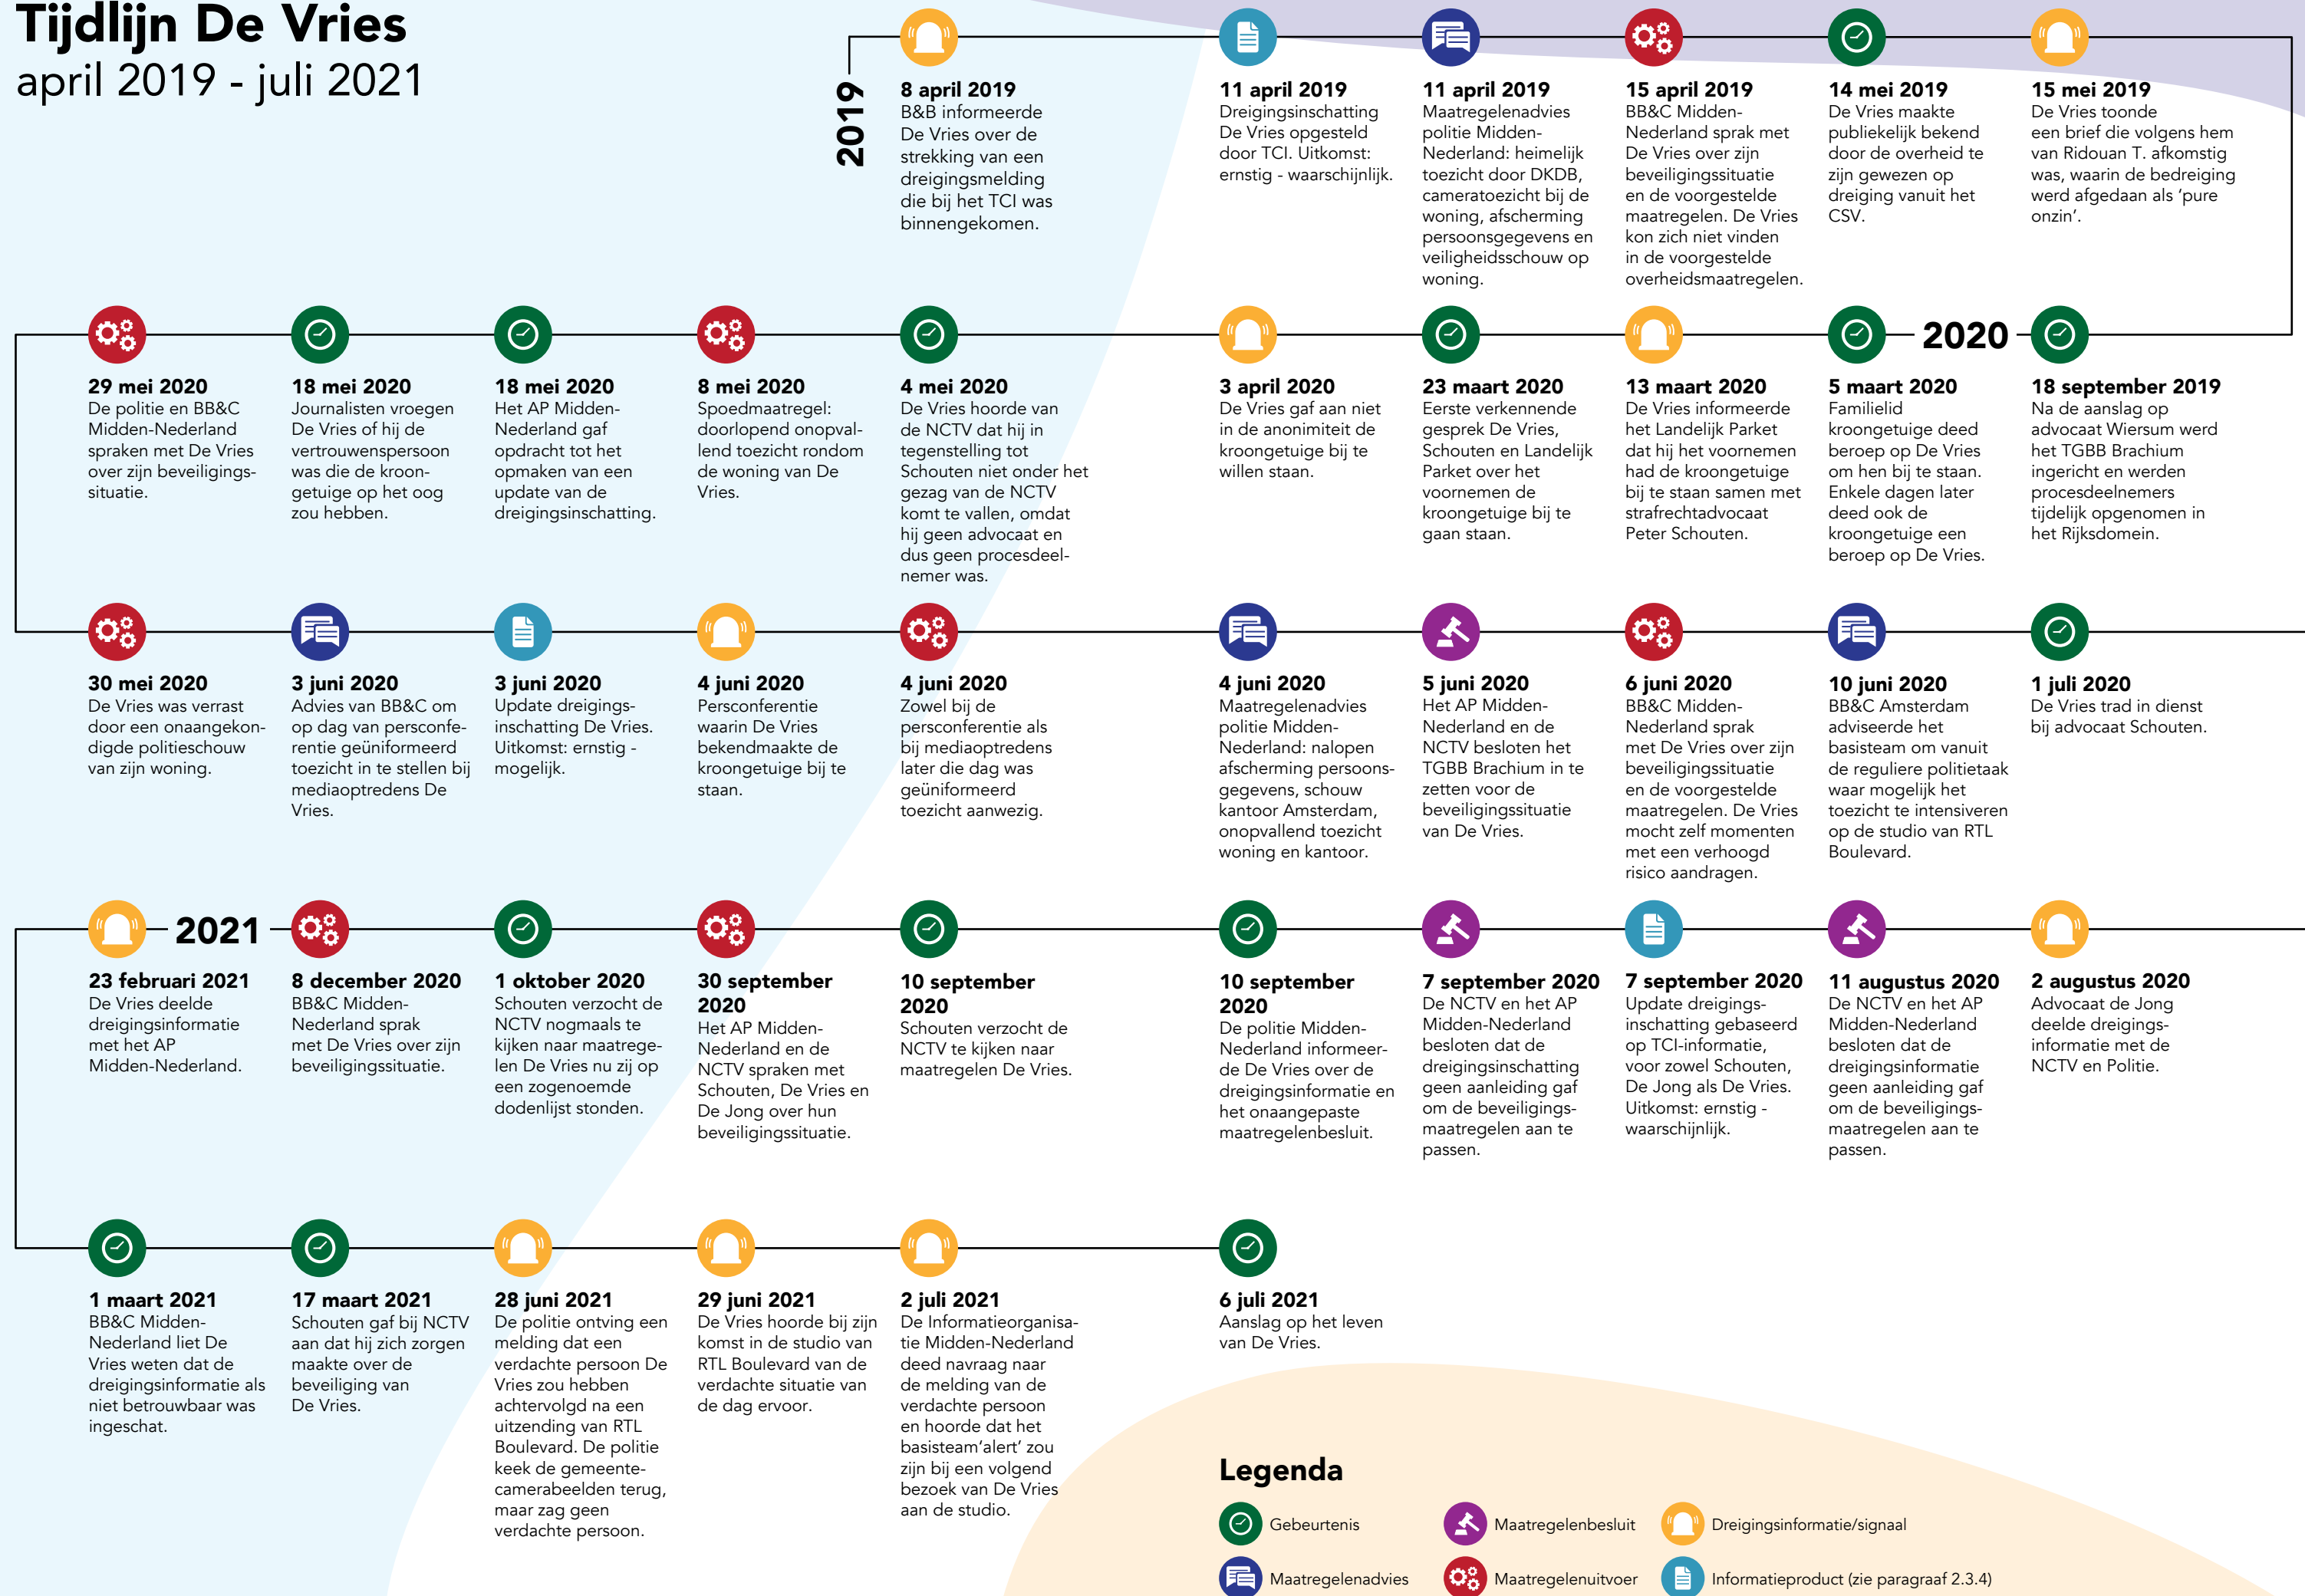 Tijdlijn De Vries
april 2019 - juli 2021
2019
8 april 2019
B&B informeerde
De Vries over de
strekking van een
dreigingsmelding
die bij het TCI was
binnengekomen.
11 april 2019
Dreigingsinschatting
De Vries opgesteld
door TCI. Uitkomst:
ernstig - waarschijnlijk.
11 april 2019
Maatregelenadvies
politie Midden-
Nederland: heimelijk
toezicht door DKDB,
cameratoezicht bij de
woning, afscherming
persoonsgegevens en
veiligheidsschouw op
woning.
15 april 2019
BB&C Midden-
Nederland sprak met
De Vries over zijn
beveiligingssituatie
en de voorgestelde
maatregelen. De Vries
kon zich niet vinden
in de voorgestelde
overheidsmaatregelen.
14 mei 2019
De Vries maakte
publiekelijk bekend
door de overheid te
zijn gewezen op
dreiging vanuit het
CSV.
15 mei 2019
De Vries toonde
een brief die volgens hem
van Ridouan T. afkomstig
was, waarin de bedreiging
werd afgedaan als ‘pure
onzin’.
29 mei 2020
De politie en BB&C
Midden-Nederland
spraken met De Vries
over zijn beveiligings-
situatie.
18 mei 2020
Journalisten vroegen
De Vries of hij de
vertrouwenspersoon
was die de kroon-
getuige op het oog
zou hebben.
18 mei 2020
Het AP Midden-
Nederland gaf
opdracht tot het
opmaken van een
update van de
dreigingsinschatting.
8 mei 2020
Spoedmaatregel:
doorlopend onopval-
lend toezicht rondom
de woning van De
Vries.
4 mei 2020
De Vries hoorde van
de NCTV dat hij in
tegenstelling tot
Schouten niet onder het
gezag van de NCTV
komt te vallen, omdat
hij geen advocaat en
dus geen procesdeel-
nemer was.
3 april 2020
De Vries gaf aan niet
in de anonimiteit de
kroongetuige bij te
willen staan.
23 maart 2020
Eerste verkennende
gesprek De Vries,
Schouten en Landelijk
Parket over het
voornemen de
kroongetuige bij te
gaan staan.
13 maart 2020
De Vries informeerde
het Landelijk Parket
dat hij het voornemen
had de kroongetuige
bij te staan samen met
strafrechtadvocaat
Peter Schouten.
5 maart 2020
Familielid
kroongetuige deed
beroep op De Vries
om hen bij te staan.
Enkele dagen later
deed ook de
kroongetuige een
beroep op De Vries.
2020
18 september 2019
Na de aanslag op
advocaat Wiersum werd
het TGBB Brachium
ingericht en werden
procesdeelnemers
tijdelijk opgenomen in
het Rijksdomein.
30 mei 2020
De Vries was verrast
door een onaangekon-
digde politieschouw
van zijn woning.
3 juni 2020
Advies van BB&C om
op dag van persconfe-
rentie geüniformeerd
toezicht in te stellen bij
mediaoptredens De
Vries.
3 juni 2020
Update dreigings-
inschatting De Vries.
Uitkomst: ernstig -
mogelijk.
4 juni 2020
Persconferentie
waarin De Vries
bekendmaakte de
kroongetuige bij te
staan.
4 juni 2020
Zowel bij de
persconferentie als
bij mediaoptredens
later die dag was
geüniformeerd
toezicht aanwezig.
4 juni 2020
Maatregelenadvies
politie Midden-
Nederland: nalopen
afscherming persoons-
gegevens, schouw
kantoor Amsterdam,
onopvallend toezicht
woning en kantoor.
5 juni 2020
Het AP Midden-
Nederland en de
NCTV besloten het
TGBB Brachium in te
zetten voor de
beveiligingssituatie
van De Vries.
6 juni 2020
BB&C Midden-
Nederland sprak
met De Vries over zijn
beveiligingssituatie
en de voorgestelde
maatregelen. De Vries
mocht zelf momenten
met een verhoogd
risico aandragen.
10 juni 2020
BB&C Amsterdam
adviseerde het
basisteam om vanuit
de reguliere politietaak
waar mogelijk het
toezicht te intensiveren
op de studio van RTL
Boulevard.
1 juli 2020
De Vries trad in dienst
bij advocaat Schouten.
23 februari 2021
De Vries deelde
dreigingsinformatie
met het AP
Midden-Nederland.
2021
8 december 2020
BB&C Midden-
Nederland sprak
met De Vries over zijn
beveiligingssituatie.
1 oktober 2020
Schouten verzocht de
NCTV nogmaals te
kijken naar maatrege-
len De Vries nu zij op
een zogenoemde
dodenlijst stonden.
30 september
2020
Het AP Midden-
Nederland en de
NCTV spraken met
Schouten, De Vries en
De Jong over hun
beveiligingssituatie.
10 september
2020
Schouten verzocht de
NCTV te kijken naar
maatregelen De Vries.
10 september
2020
De politie Midden-
Nederland informeer-
de De Vries over de
dreigingsinformatie en
het onaangepaste
maatregelenbesluit.
7 september 2020
De NCTV en het AP
Midden-Nederland
besloten dat de
dreigingsinschatting
geen aanleiding gaf
om de beveiligings-
maatregelen aan te
passen.
7 september 2020
Update dreigings-
inschatting gebaseerd
op TCI-informatie,
voor zowel Schouten,
De Jong als De Vries.
Uitkomst: ernstig -
waarschijnlijk.
11 augustus 2020
De NCTV en het AP
Midden-Nederland
besloten dat de
dreigingsinformatie
geen aanleiding gaf
om de beveiligings-
maatregelen aan te
passen.
2 augustus 2020
Advocaat de Jong
deelde dreigings-
informatie met de
NCTV en Politie.
1 maart 2021
BB&C Midden-
Nederland liet De
Vries weten dat de
dreigingsinformatie als
niet betrouwbaar was
ingeschat.
17 maart 2021
Schouten gaf bij NCTV
aan dat hij zich zorgen
maakte over de
beveiliging van
De Vries.
28 juni 2021
De politie ontving een
melding dat een
verdachte persoon De
Vries zou hebben
achtervolgd na een
uitzending van RTL
Boulevard. De politie
keek de gemeente-
camerabeelden terug,
maar zag geen
verdachte persoon.
29 juni 2021
De Vries hoorde bij zijn
komst in de studio van
RTL Boulevard van de
verdachte situatie van
de dag ervoor.
2 juli 2021
De Informatieorganisa-
tie Midden-Nederland
deed navraag naar
de melding van de
verdachte persoon
en hoorde dat het
basisteam‘alert’ zou
zijn bij een volgend
bezoek van De Vries
aan de studio.
6 juli 2021
Aanslag op het leven
van De Vries.
Legenda
Gebeurtenis
Maatregelenbesluit
Dreigingsinformatie/signaal
Maatregelenadvies
Maatregelenuitvoer
Informatieproduct (zie paragraaf 2.3.4)